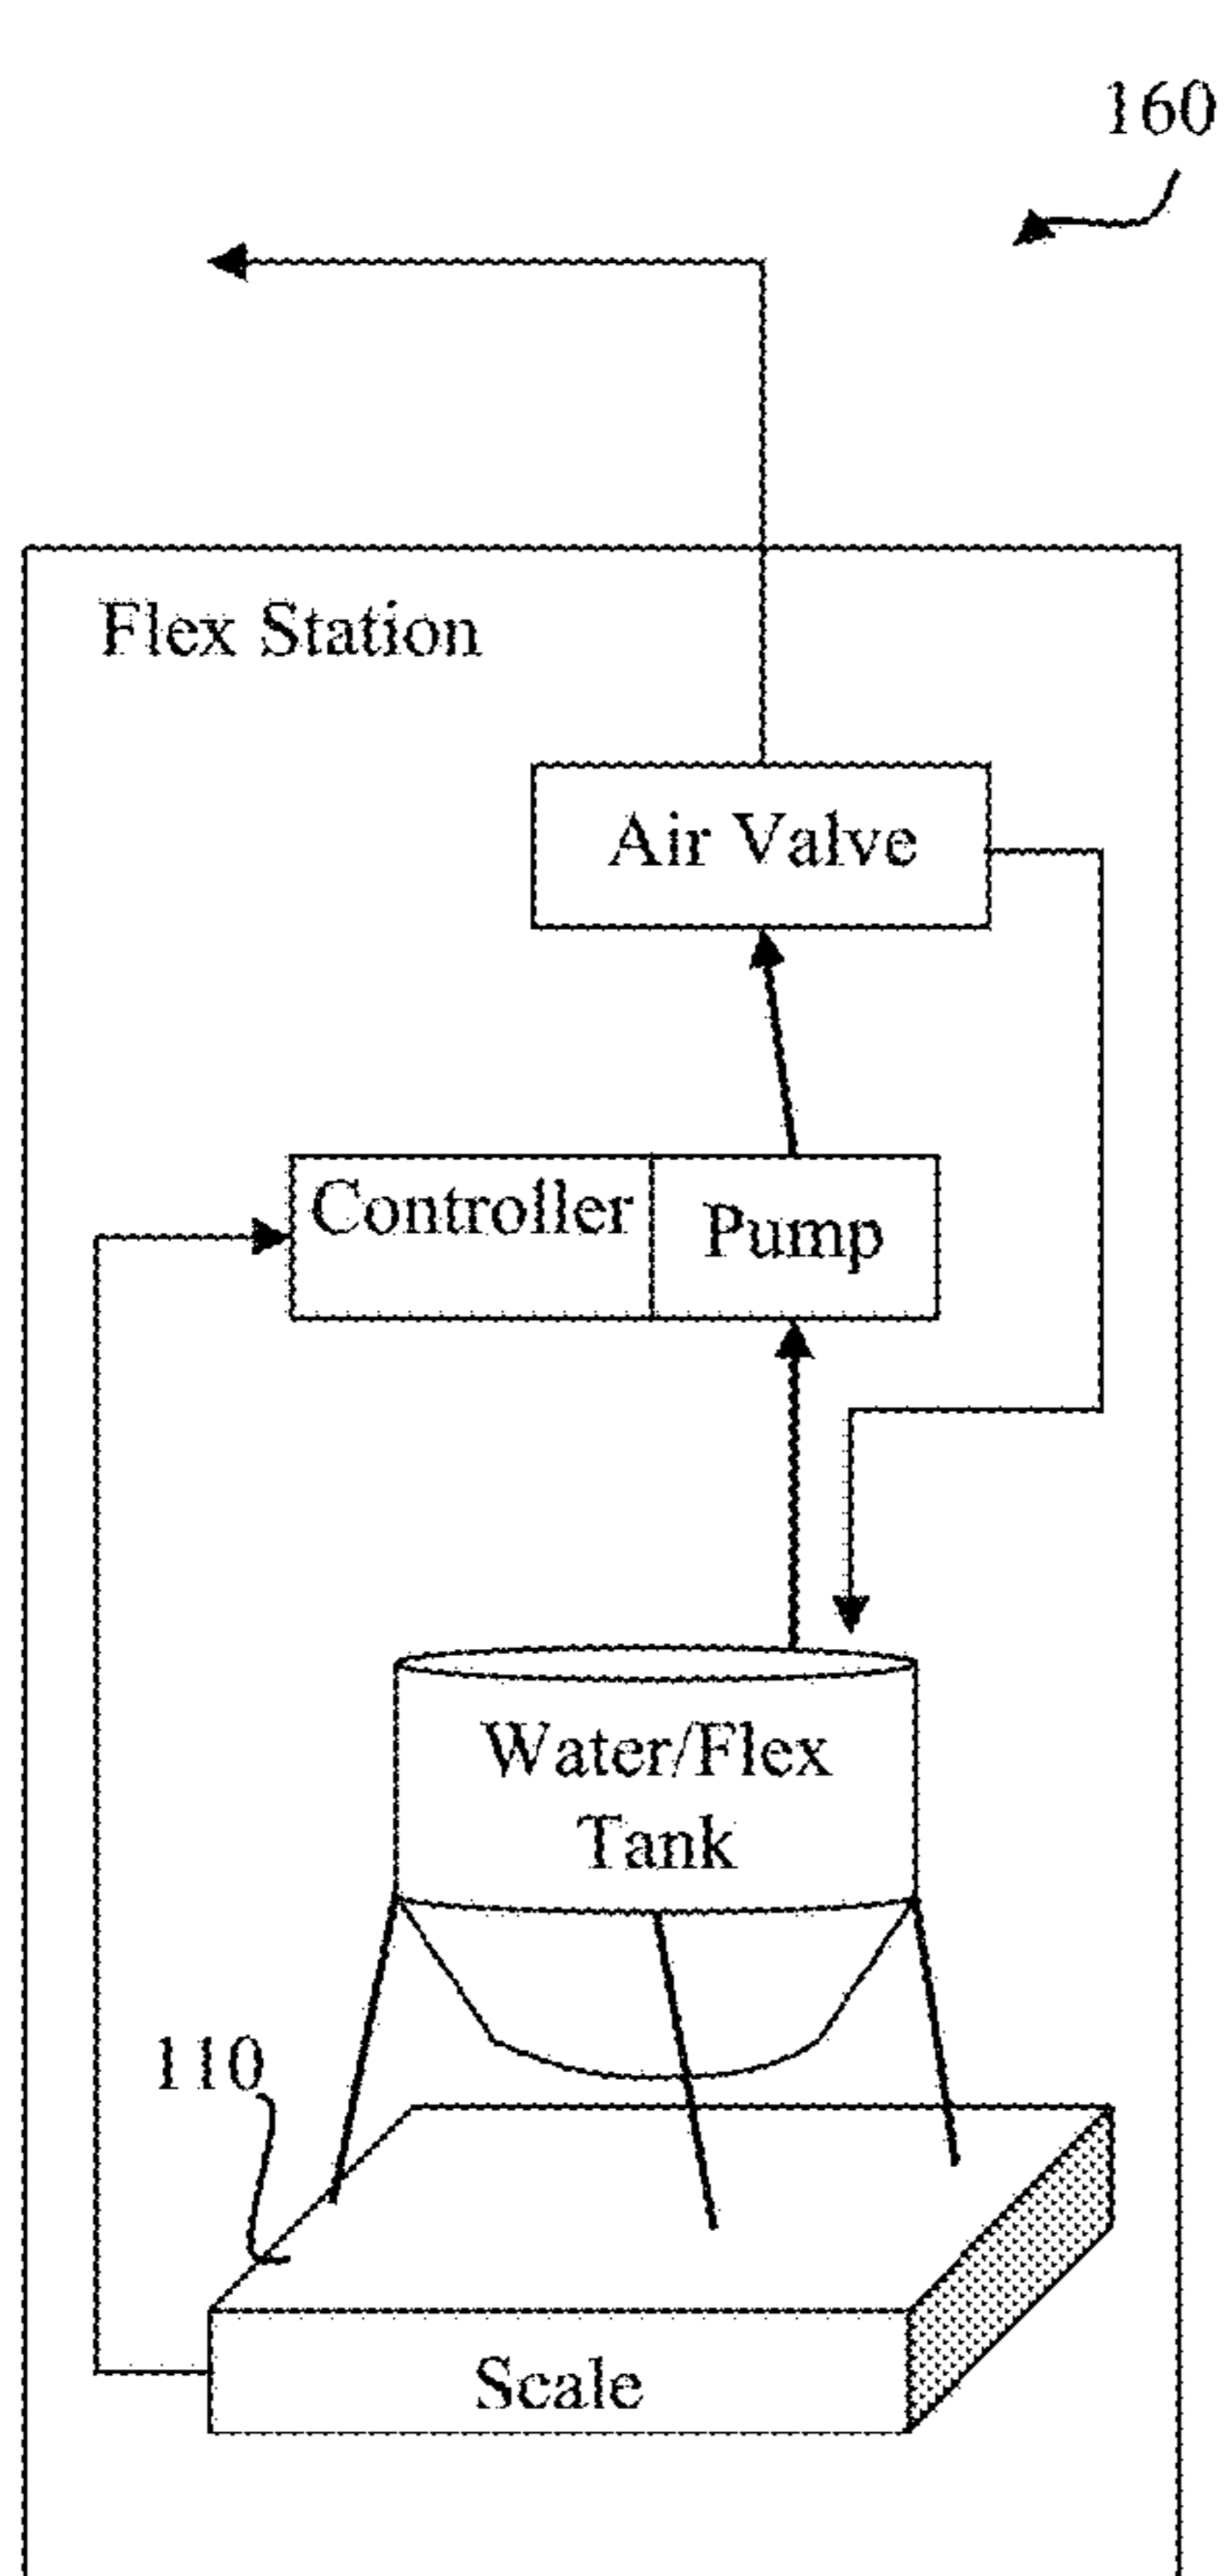 160
Flex Station
Air Valve
Controller
Pump
Water/Flex
Tank
110
Scale